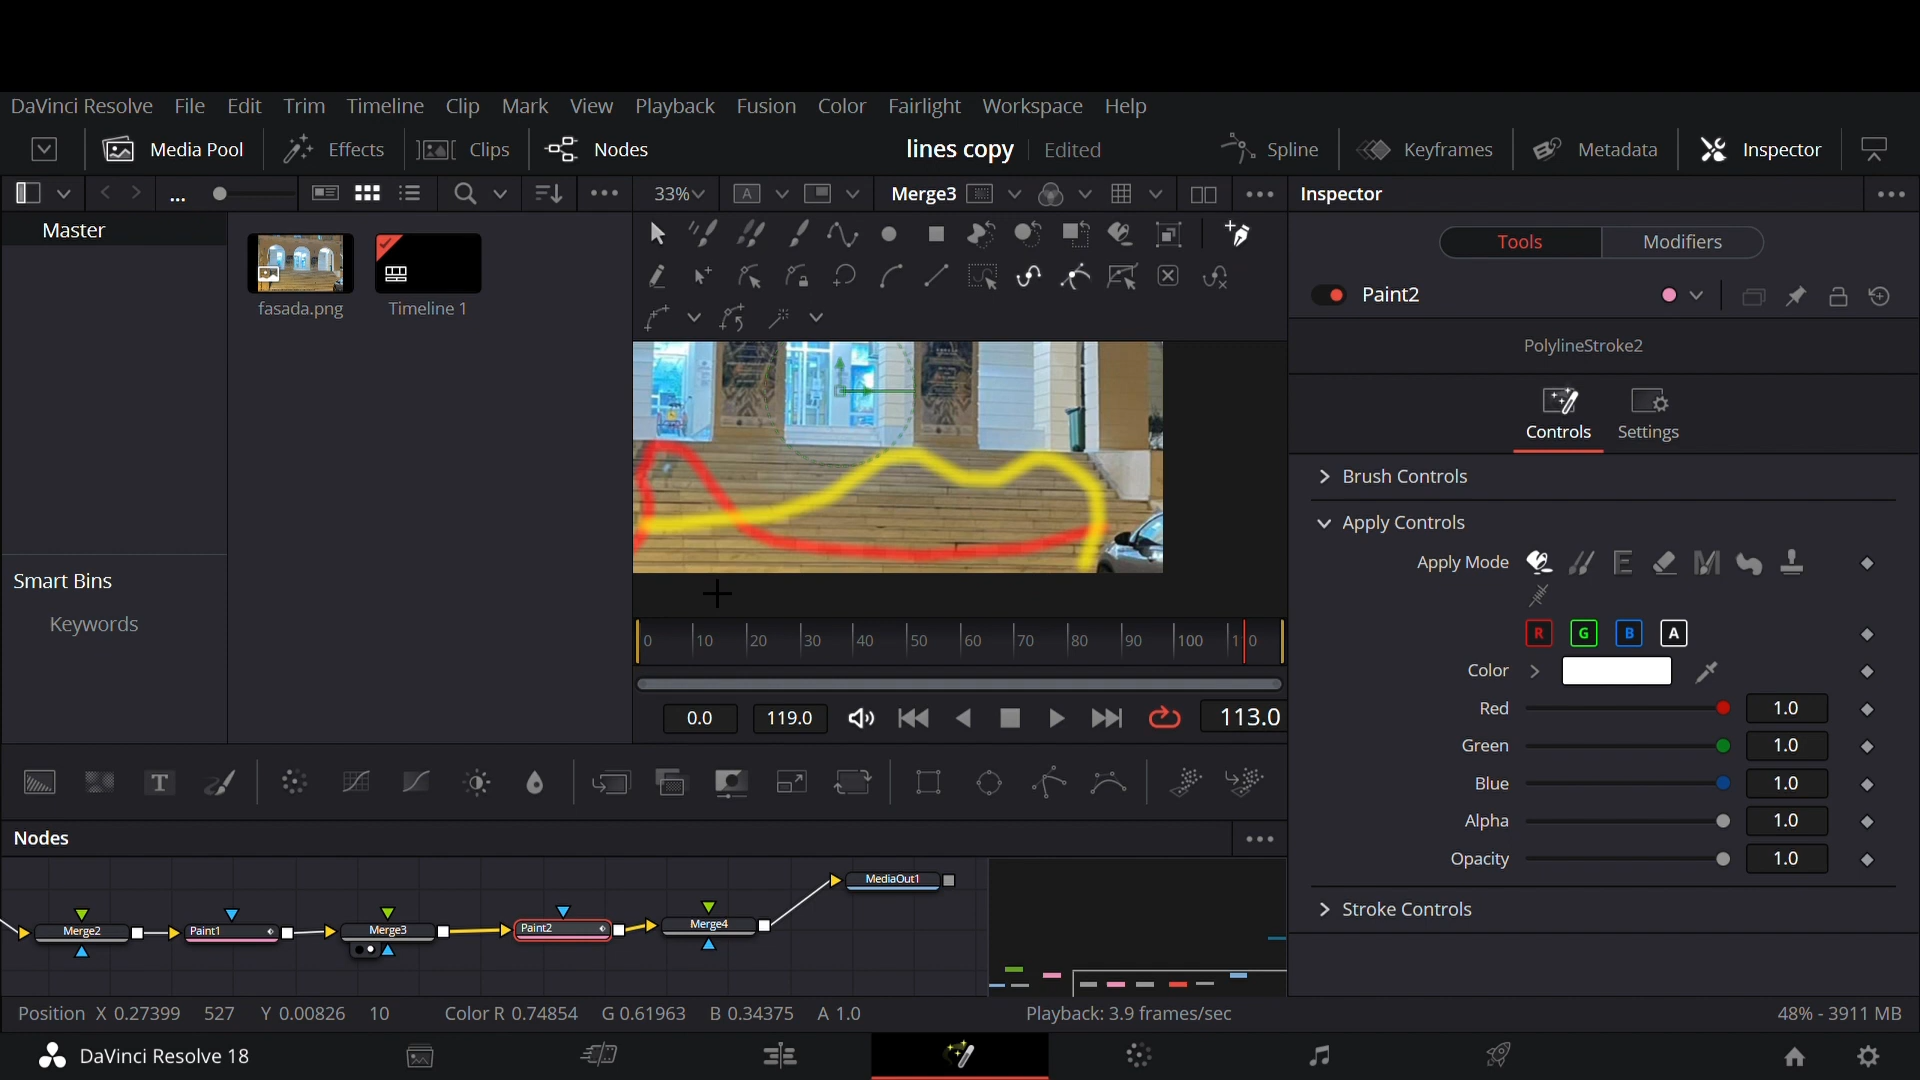 DaVinci Resolve File Edit Trim Timeline Clip Mark View Playback Fusion Color Fairlight Workspace Help
Media Pool Effects Clips Nodes lines copy Edited Spline Keyframes Metadata Inspector
... 33% A Merge3 Inspector
Master
fasada.png Timeline 1
Tools Modifiers
Paint2
PolylineStroke2
Controls Settings
Brush Controls
Apply Controls
Apply Mode E M
R G B A
Color
Red 1.0
Green 1.0
Blue 1.0
Alpha 1.0
Opacity 1.0
Stroke Controls
Smart Bins
Keywords
0 10 20 30 40 50 60 70 80 90 100
0.0 119.0 113.0
T
Nodes
MediaOut1
Merge2 Paint1 Merge3 Paint2 Merge4
Position X 0.27399 527 Y 0.00826 10 Color R 0.74854 G 0.61963 B 0.34375 A 1.0 Playback: 3.9 frames/sec 48% - 3911 MB
DaVinci Resolve 18